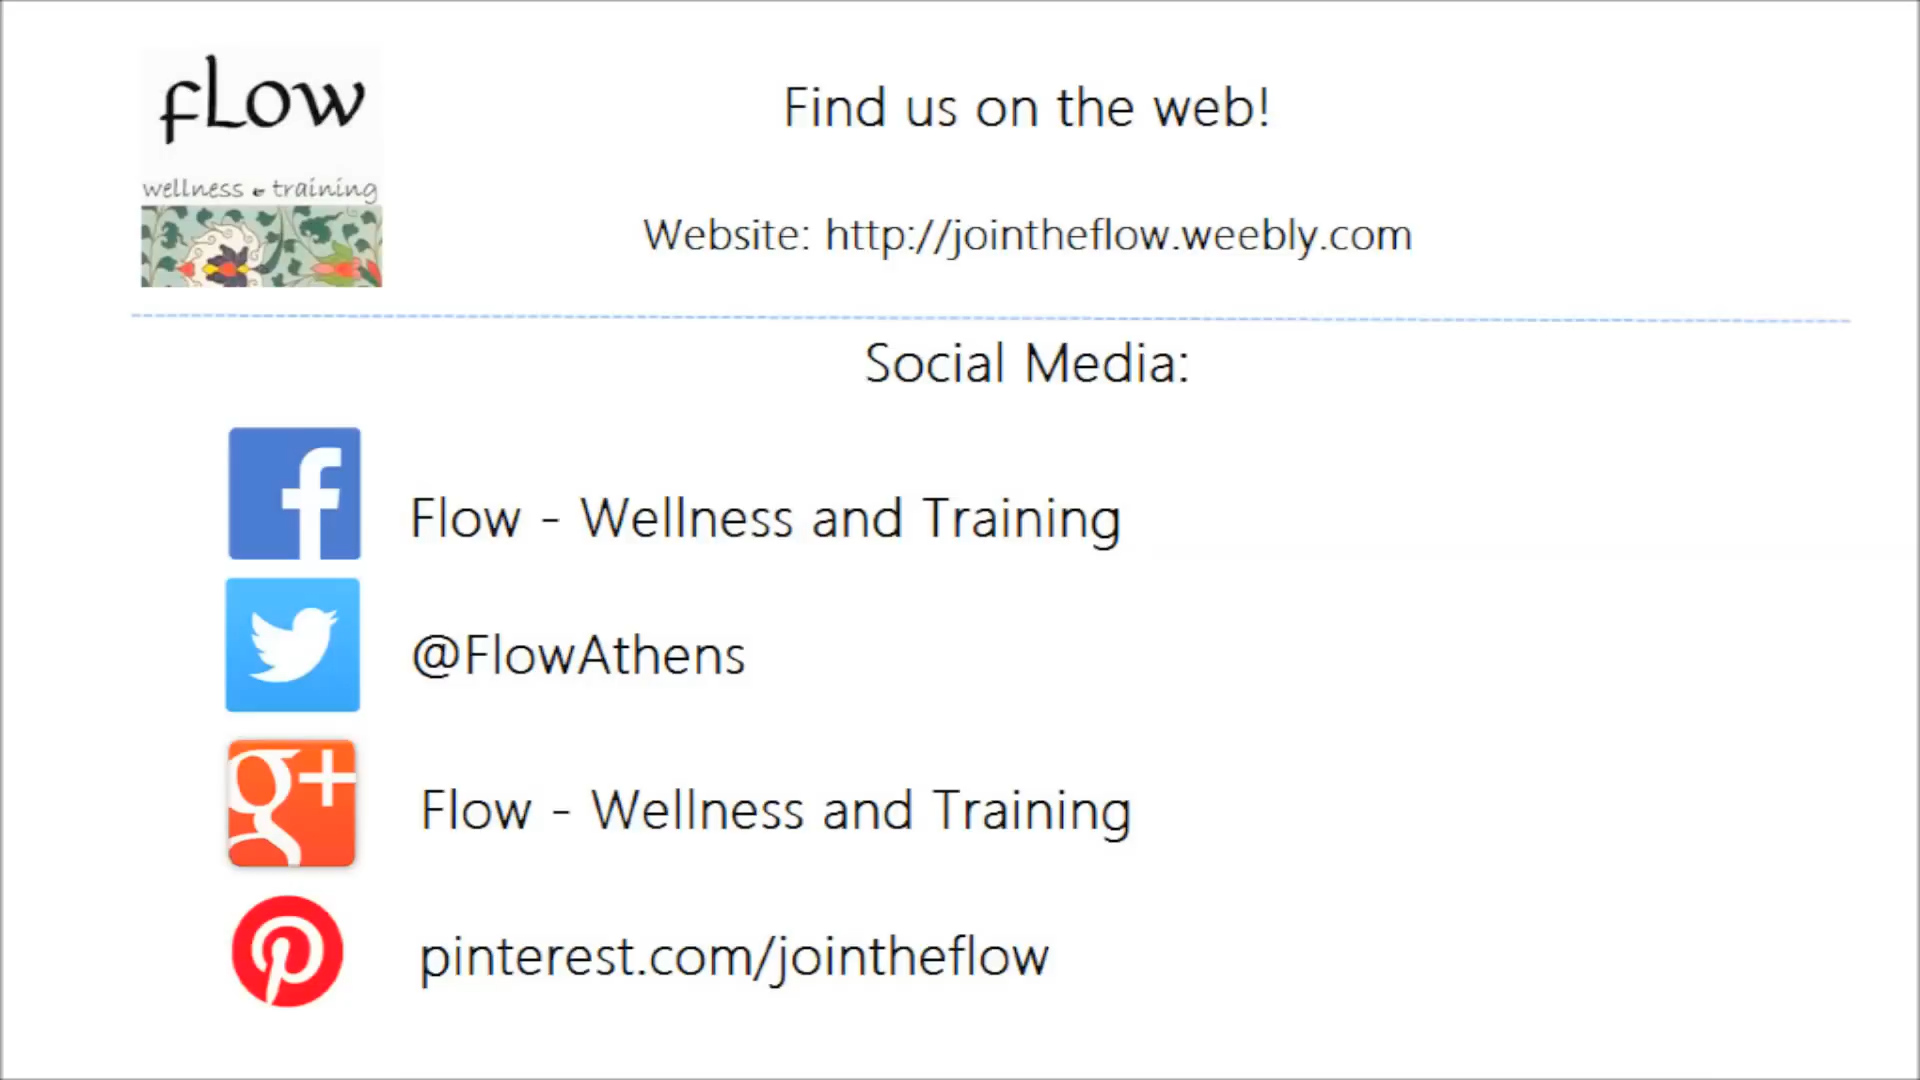 fLow
wellness & training
Find us on the web!
Website: http://jointheflow.weebly.com
Social Media:
f
Flow - Wellness and Training
@FlowAthens
g+
Flow - Wellness and Training
pinterest.com/jointheflow